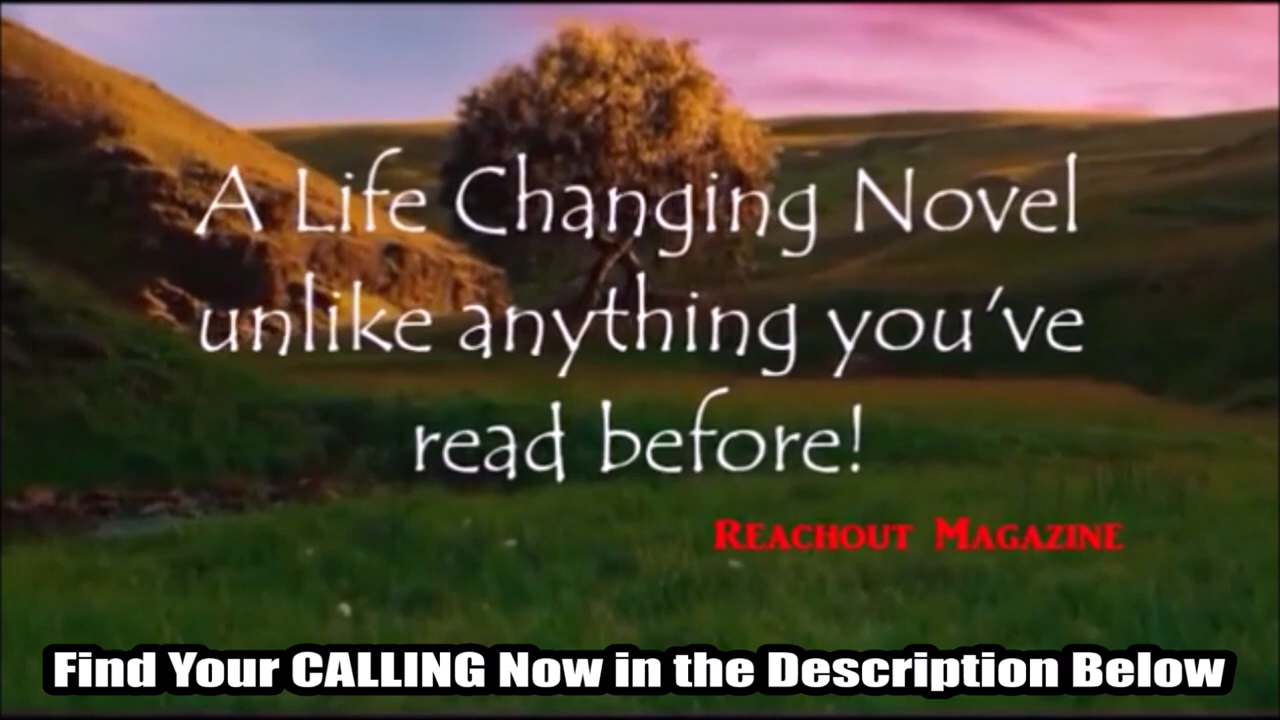 A Life Changing Novel
unlike anything you've
read before!
Reachout Magazine
Find Your CALLING Now in the Description Below